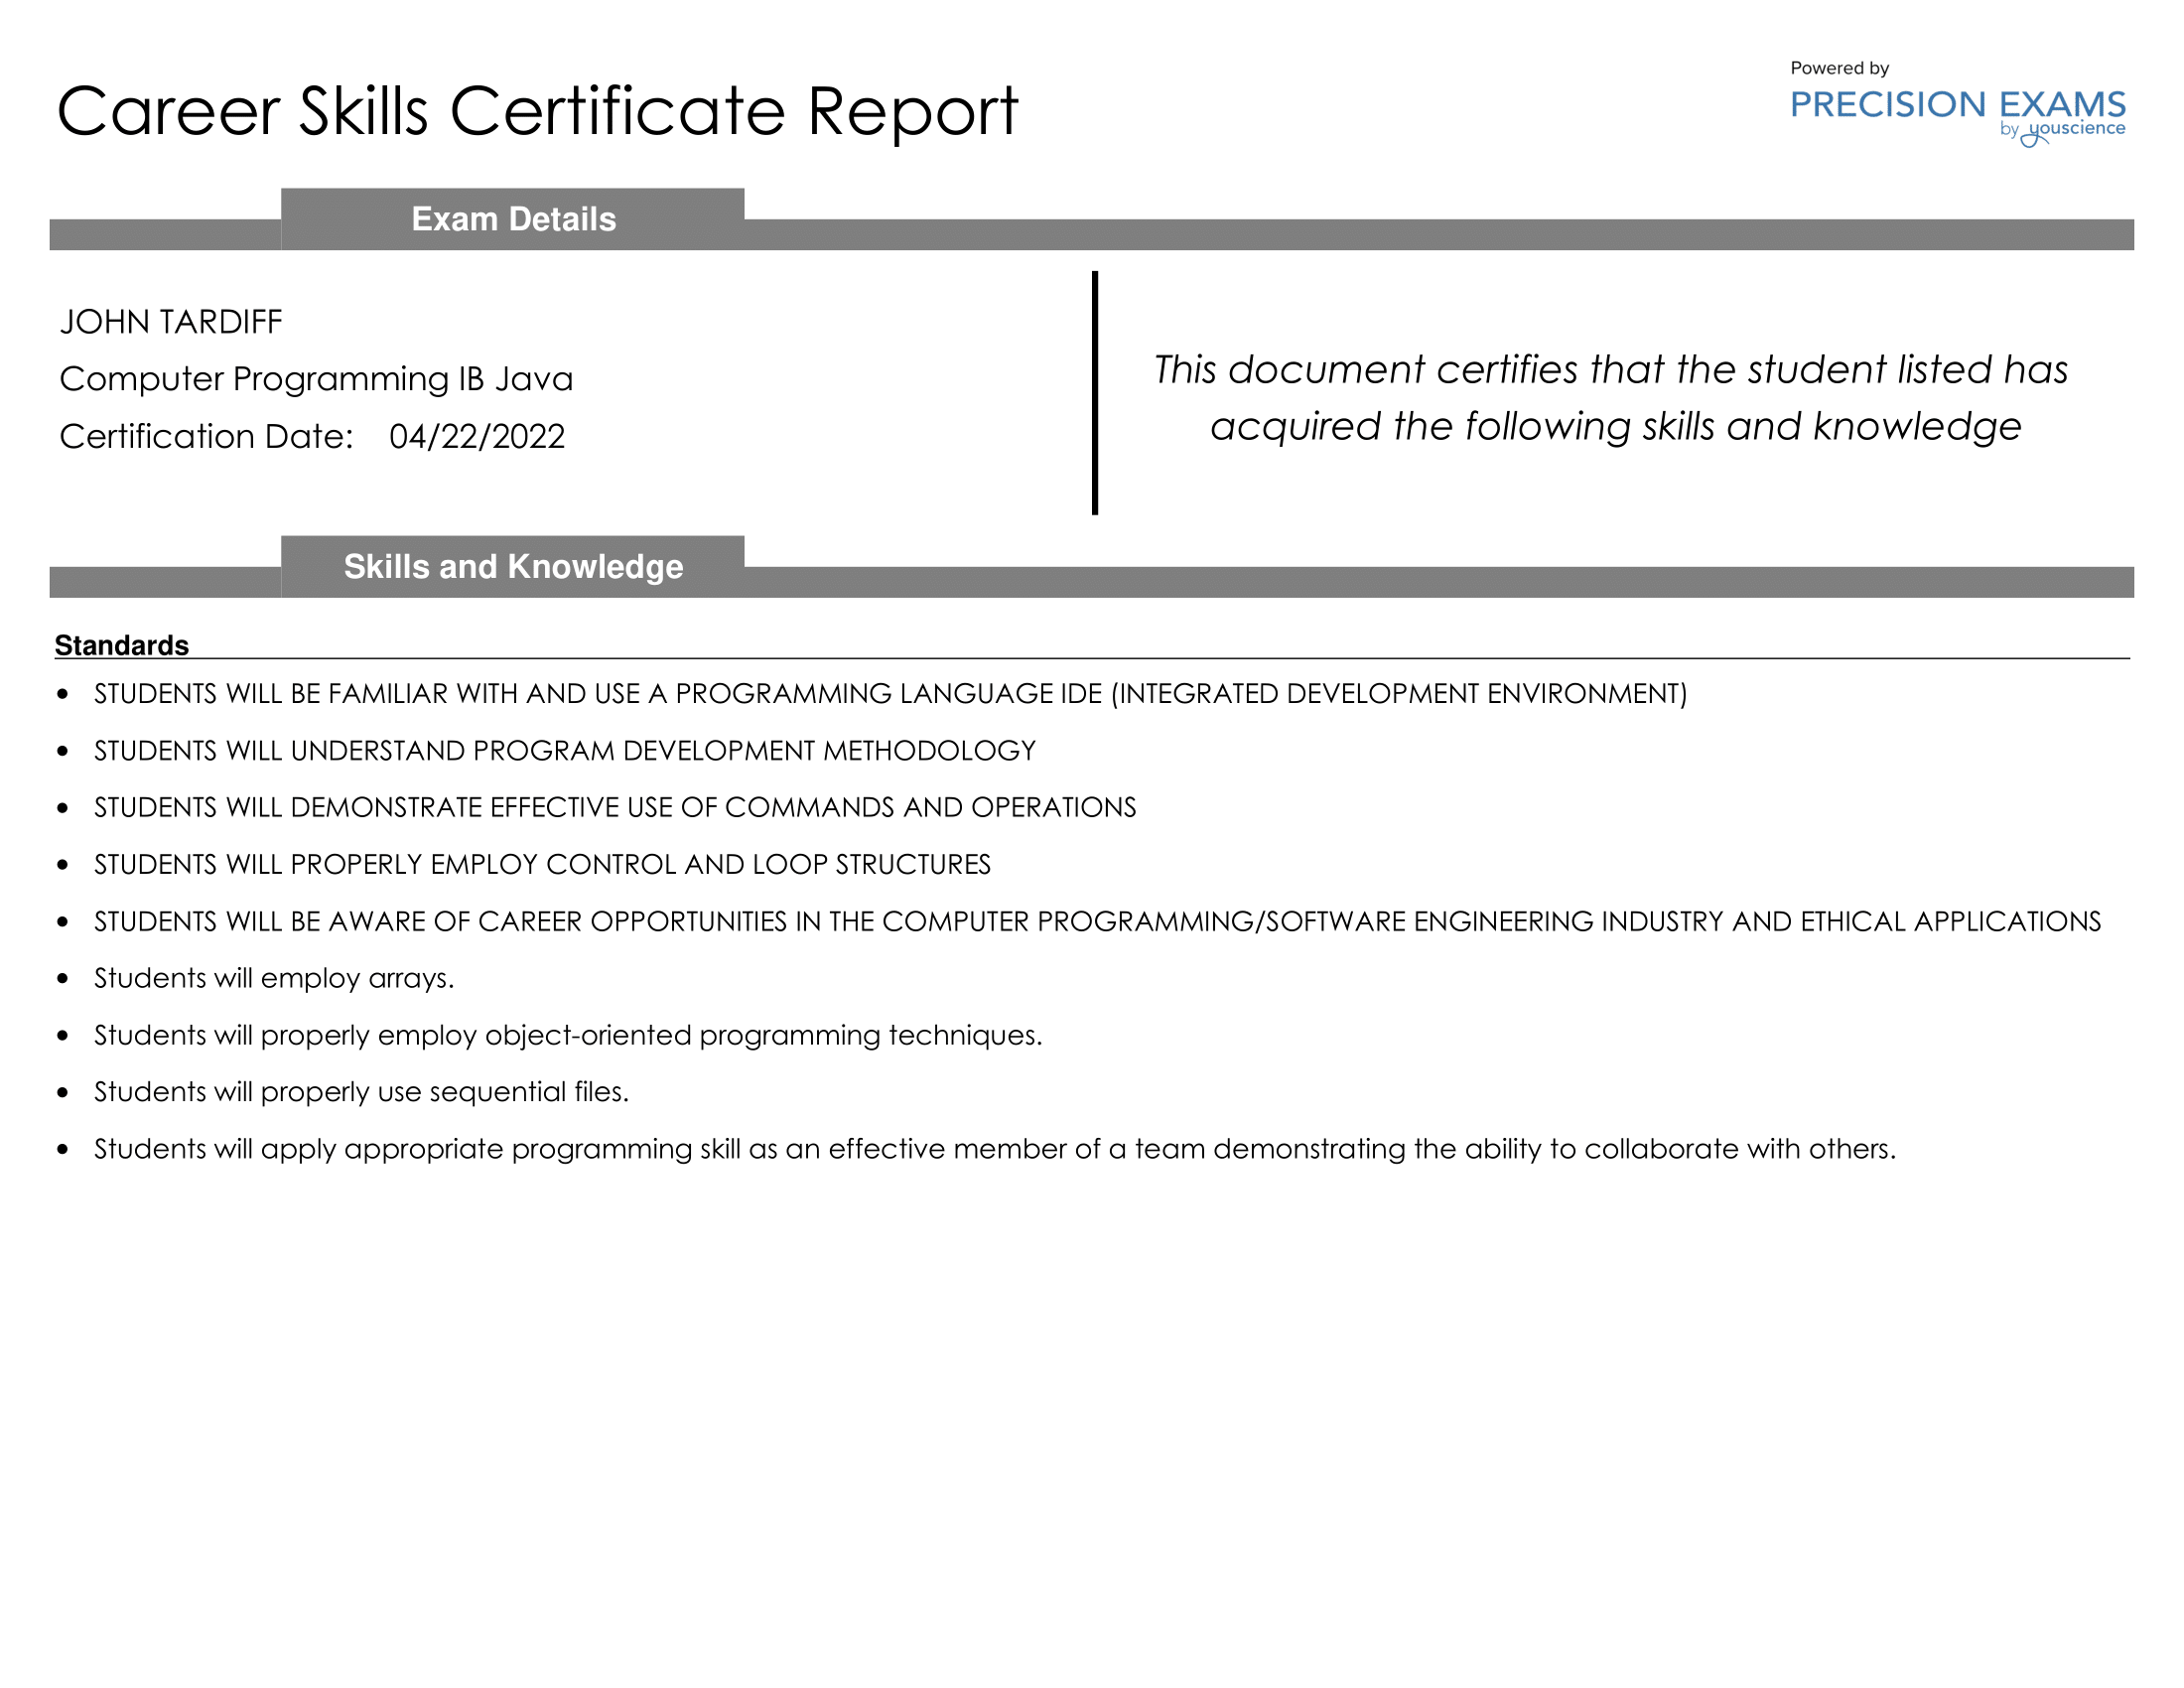 Career Skills Certificate Report
Powered by
PRECISION EXAMS
by youscience
Exam Details
JOHN TARDIFF
Computer Programming IB Java
Certification Date: 04/22/2022
This document certifies that the student listed has
acquired the following skills and knowledge
Skills and Knowledge
Standards
• STUDENTS WILL BE FAMILIAR WITH AND USE A PROGRAMMING LANGUAGE IDE (INTEGRATED DEVELOPMENT ENVIRONMENT)
• STUDENTS WILL UNDERSTAND PROGRAM DEVELOPMENT METHODOLOGY
• STUDENTS WILL DEMONSTRATE EFFECTIVE USE OF COMMANDS AND OPERATIONS
• STUDENTS WILL PROPERLY EMPLOY CONTROL AND LOOP STRUCTURES
• STUDENTS WILL BE AWARE OF CAREER OPPORTUNITIES IN THE COMPUTER PROGRAMMING/SOFTWARE ENGINEERING INDUSTRY AND ETHICAL APPLICATIONS
• Students will employ arrays.
• Students will properly employ object-oriented programming techniques.
• Students will properly use sequential files.
• Students will apply appropriate programming skill as an effective member of a team demonstrating the ability to collaborate with others.